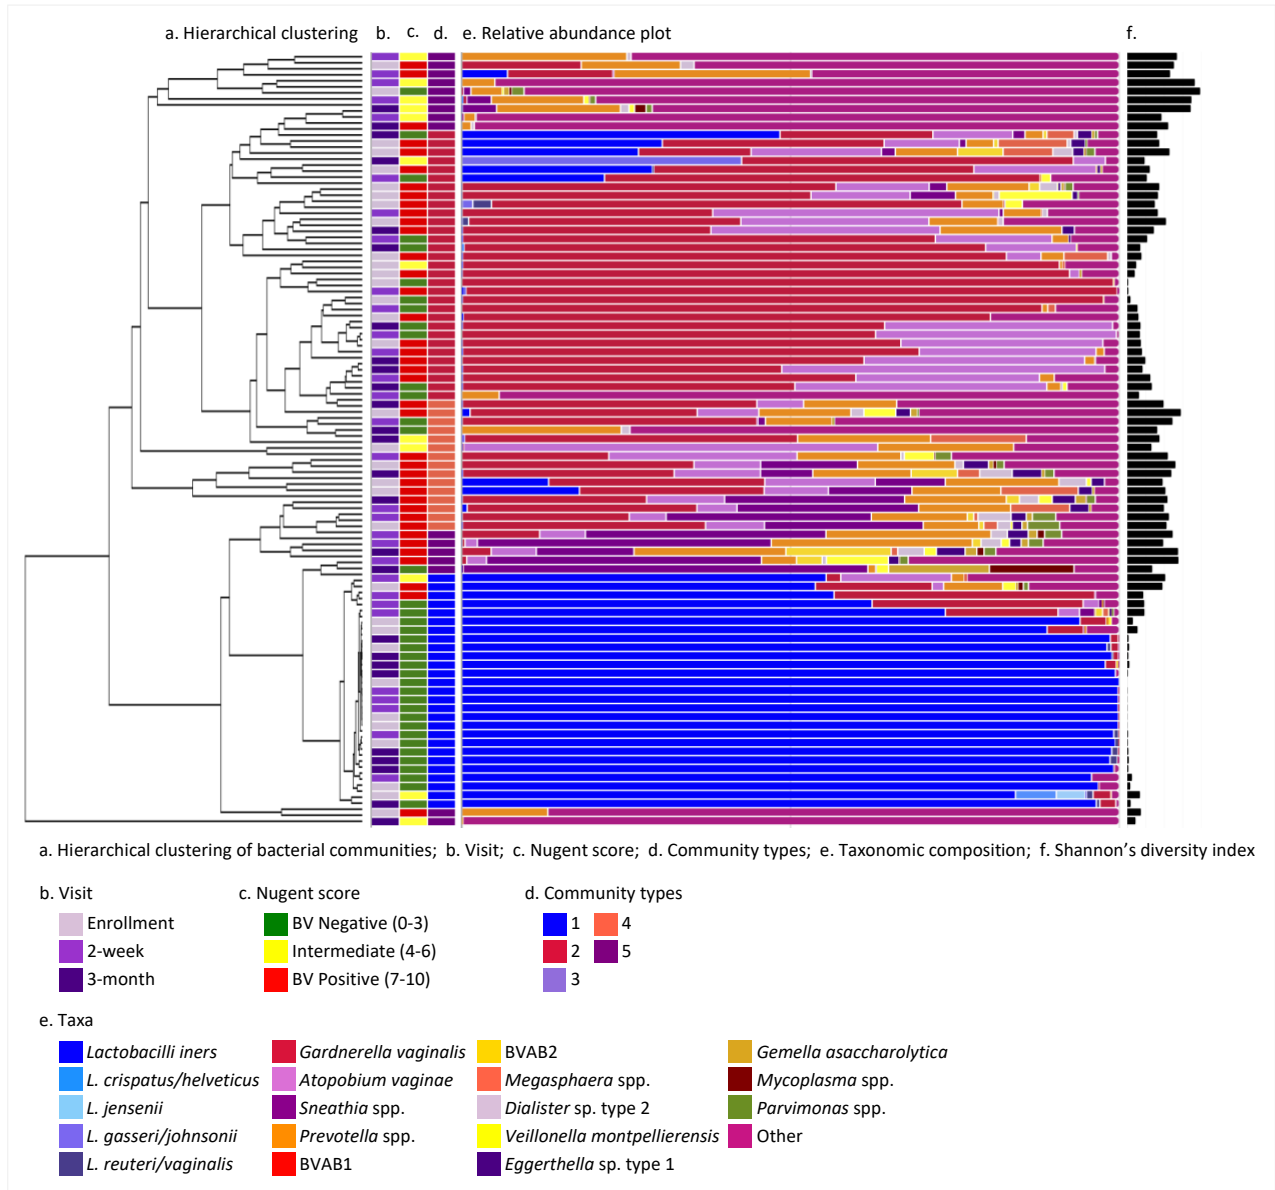 a. Hierarchical clustering b. c. d. e. Relative abundance plot f.
a. Hierarchical clustering of bacterial communities; b. Visit; c. Nugent score; d. Community types; e. Taxonomic composition; f. Shannon’s diversity index
b. Visit
Enrollment
2-week
3-month
c. Nugent score
BV Negative (0-3)
Intermediate (4-6)
BV Positive (7-10)
d. Community types
1
2
3
4
5
e. Taxa
Lactobacilli iners
L. crispatus/helveticus
L. jensenii
L. gasseri/johnsonii
L. reuteri/vaginalis
Gardnerella vaginalis
Atopobium vaginae
Sneathia spp.
Prevotella spp.
BVAB1
BVAB2
Megasphaera spp.
Dialister sp. type 2
Veillonella montpellierensis
Eggerthella sp. type 1
Gemella asaccharolytica
Mycoplasma spp.
Parvimonas spp.
Other